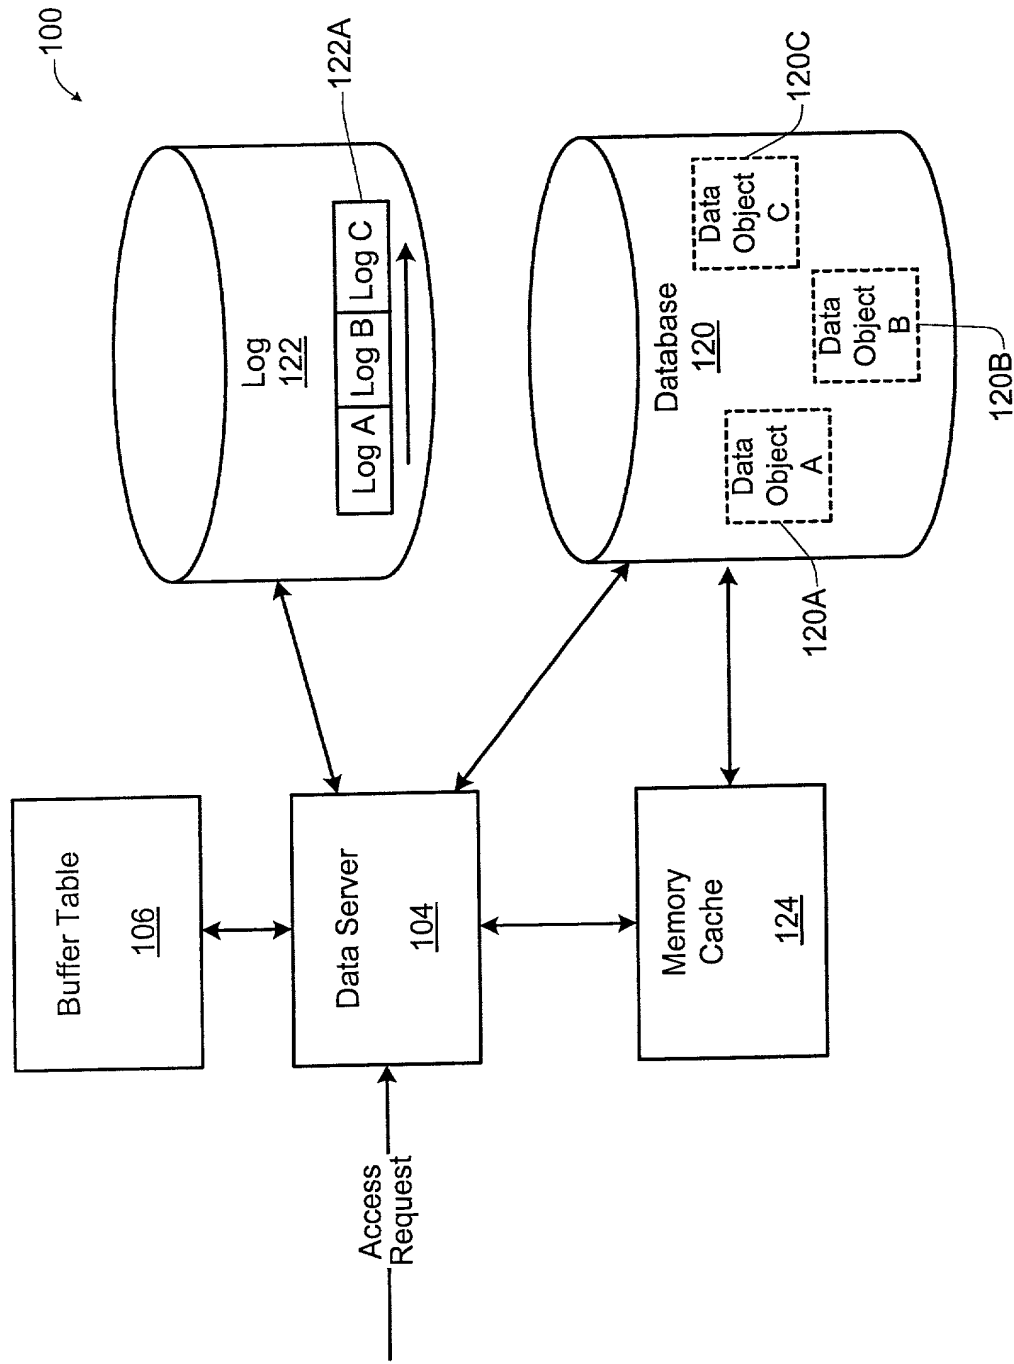 100
Log
122
Log A
Log B
Log C
122A
Database
120
Data
Object
A
120A
Data
Object
B
120B
Data
Object
C
120C
Buffer Table
106
Data Server
104
Memory
Cache
124
Access
Request